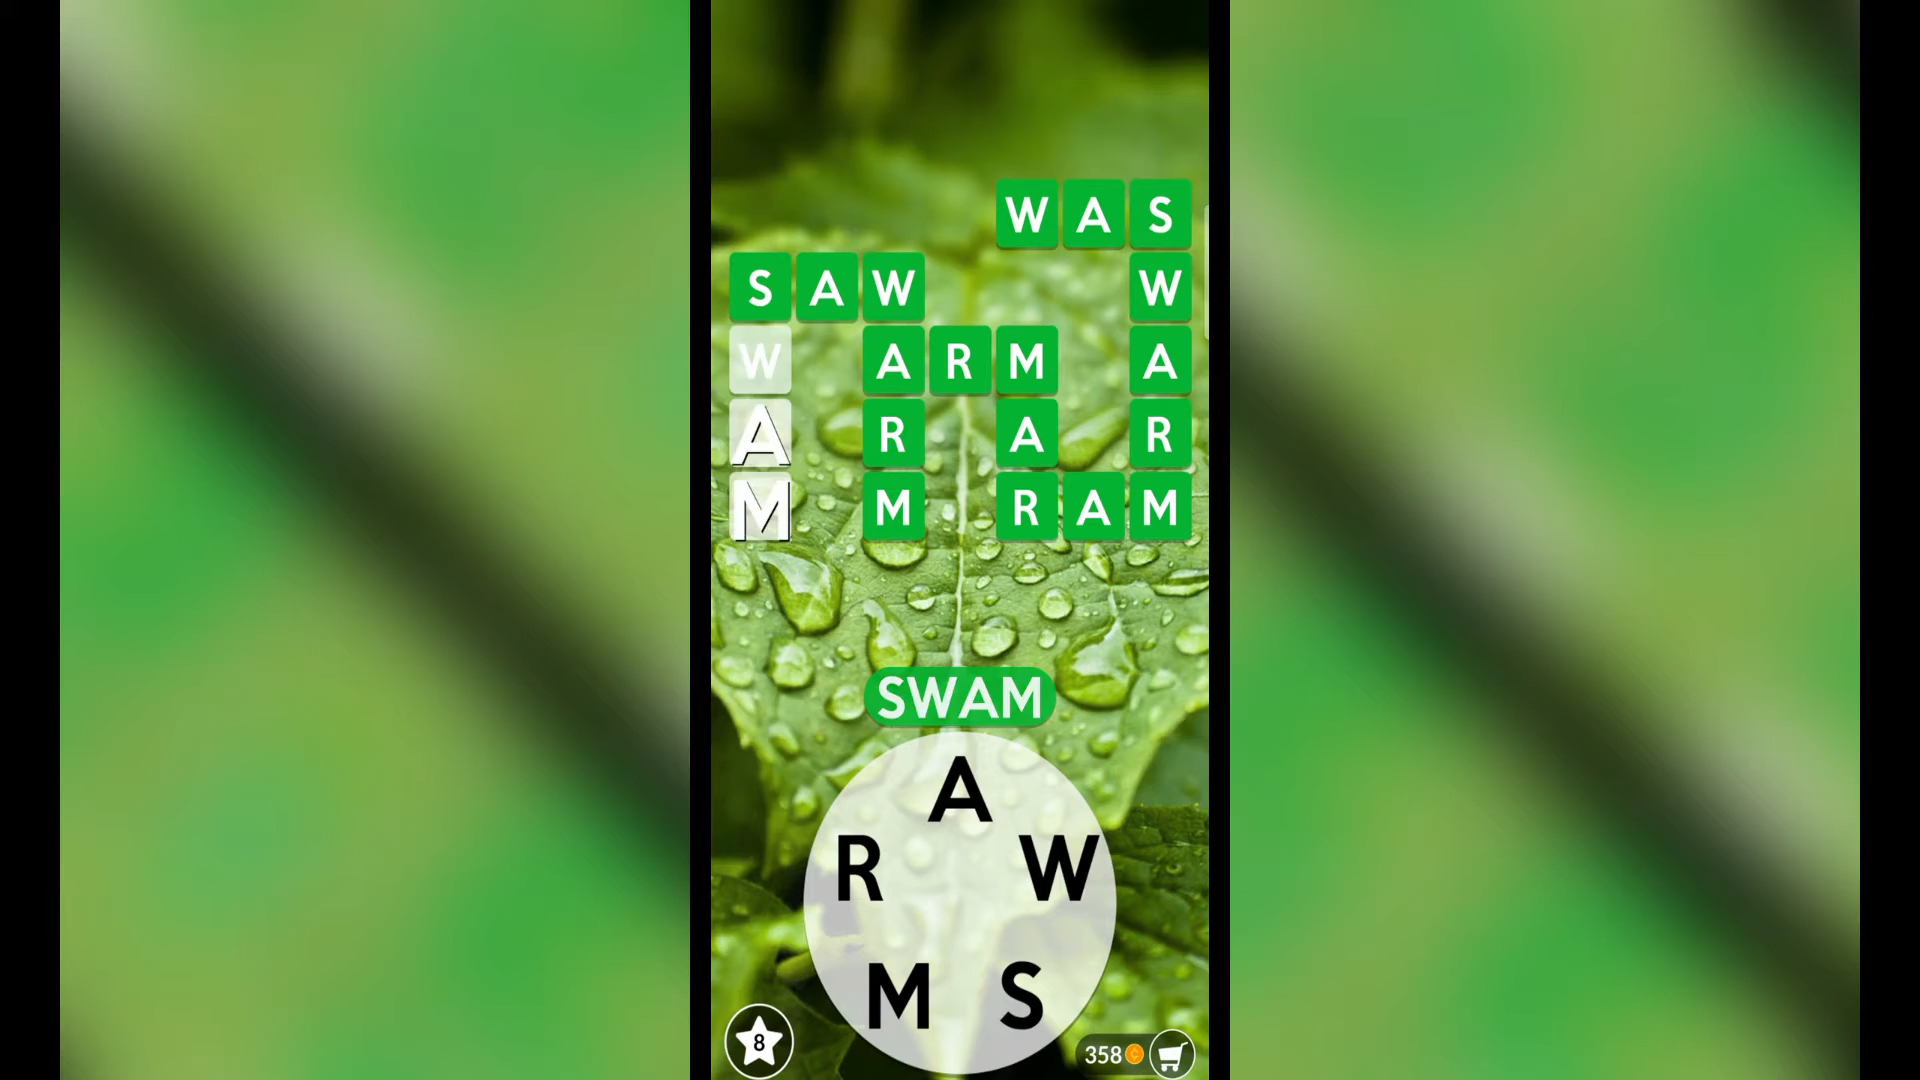 WAS
SAW W
W ARM A
A R A R
M M RAM
SWAM
A
R W
M S
8 358